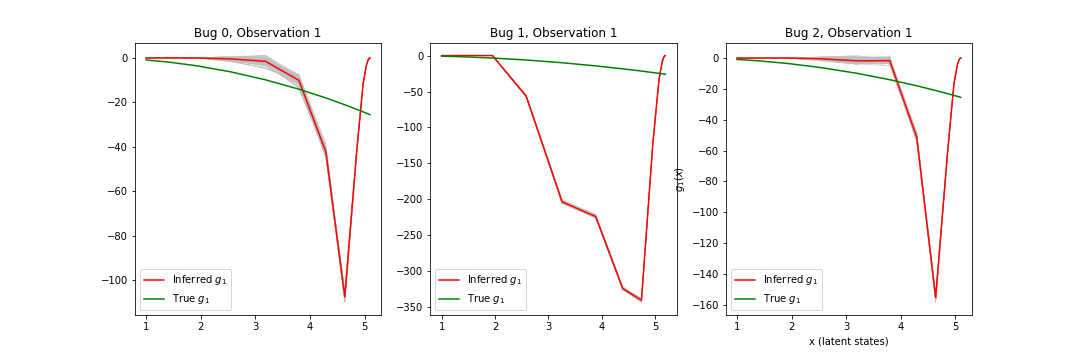 Bug 0, Observation 1
0
−20
−40
−60
−80
−100
1 2 3 4 5
Inferred g₁
True g₁
Bug 1, Observation 1
0
−50
−100
−150
−200
−250
−300
−350
1 2 3 4 5
Inferred g₁
True g₁
Bug 2, Observation 1
g₁(x)
0
−20
−40
−60
−80
−100
−120
−140
−160
1 2 3 4 5
x (latent states)
Inferred g₁
True g₁